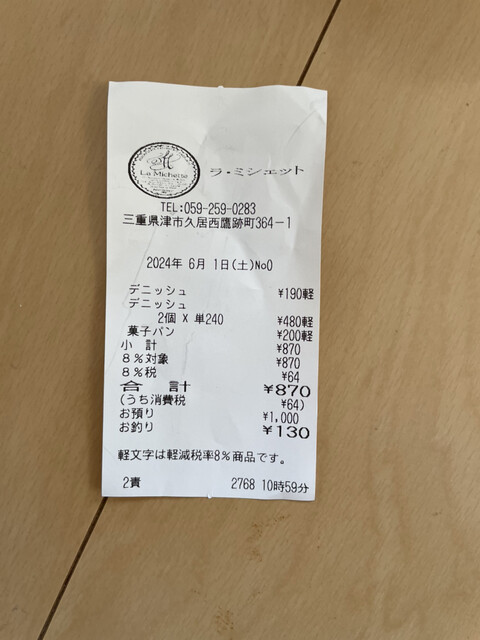 La Michette
ラ・ミシェット
TEL:059-259-0283
三重県津市久居西鷹跡町364-1
2024年 6月 1日(土)No0
デニッシュ ¥190軽
デニッシュ
2個 X 単240 ¥480軽
菓子パン ¥200軽
小 計 ¥870
8%対象 ¥870
8%税 ¥64
合 計 ¥870
(うち消費税 ¥64)
お預り ¥1,000
お釣り ¥130
軽文字は軽減税率8%商品です。
2責 2768 10時59分